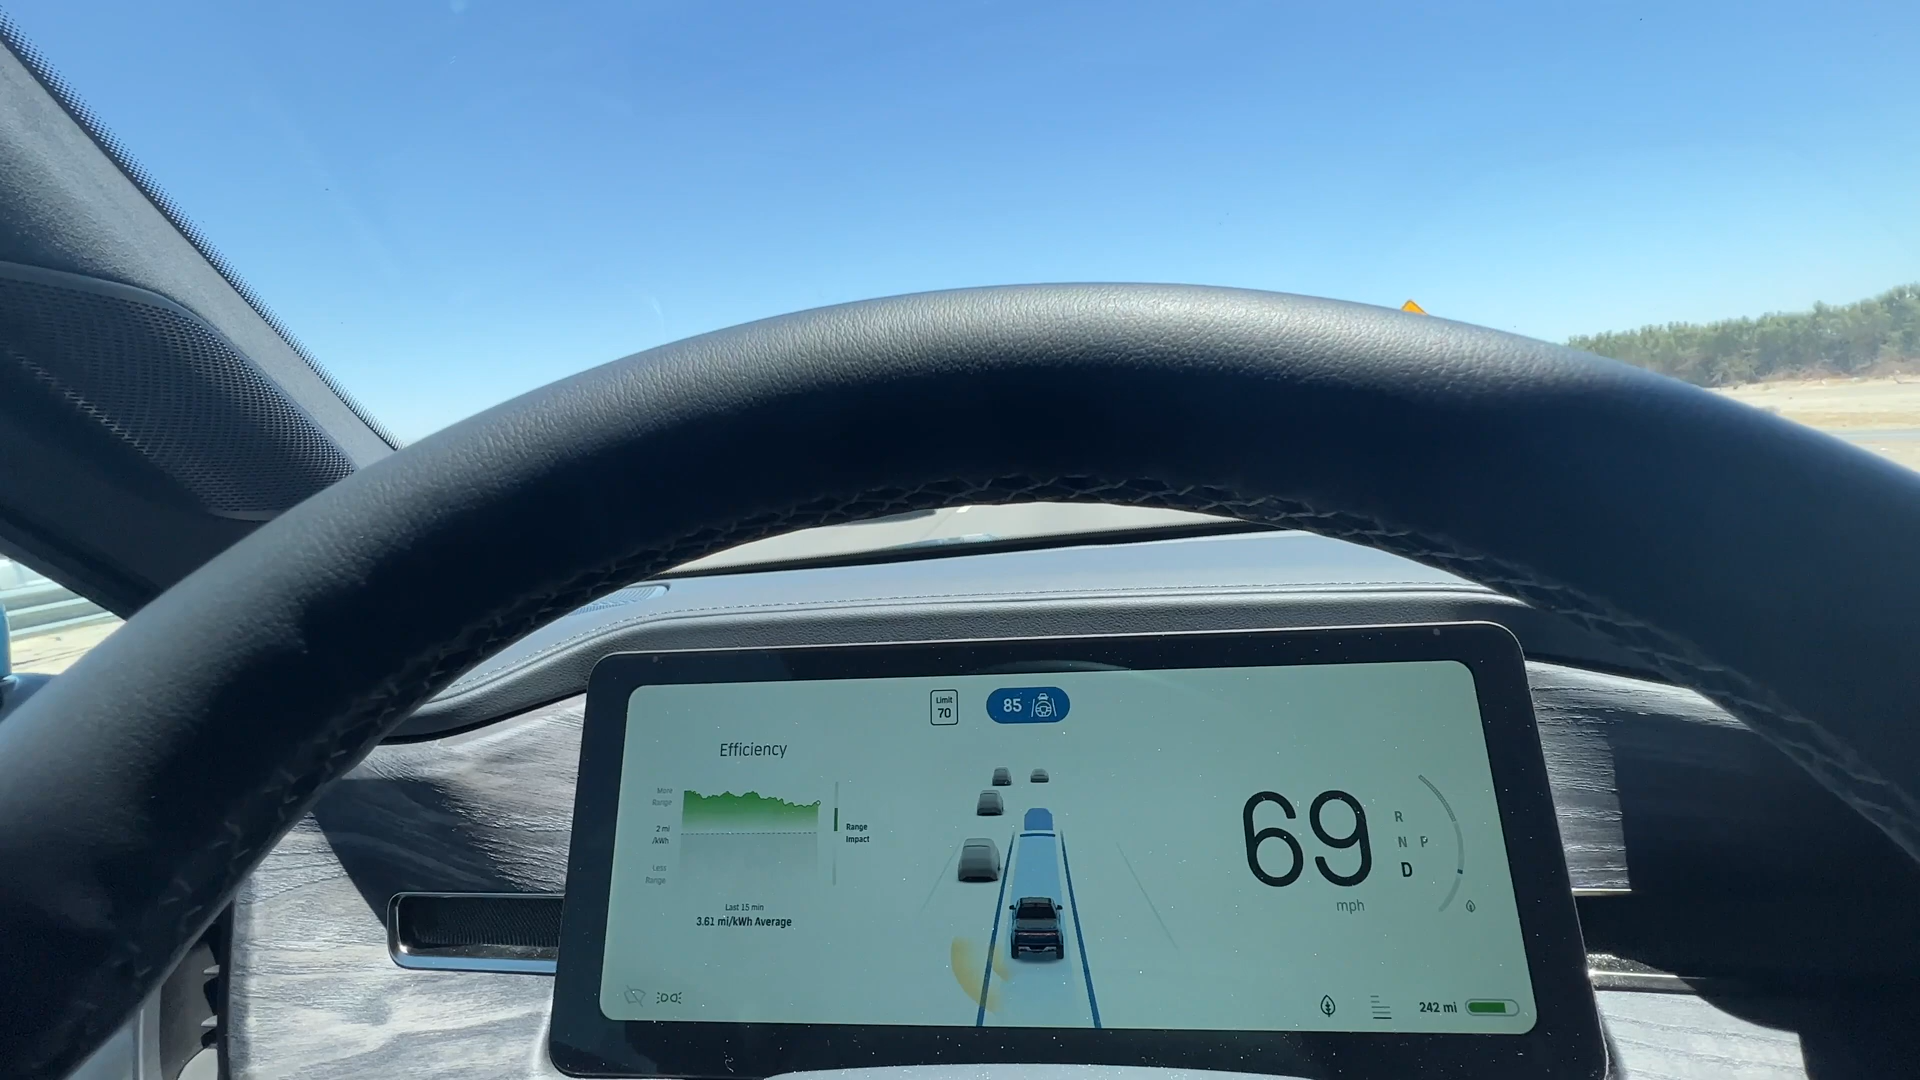 Limit
70
85
Efficiency
More
Range
2 mi
/kWh
Less
Range
Range
Impact
Last 15 min
3.61 mi/kWh Average
69
mph
R
N P
D
242 mi